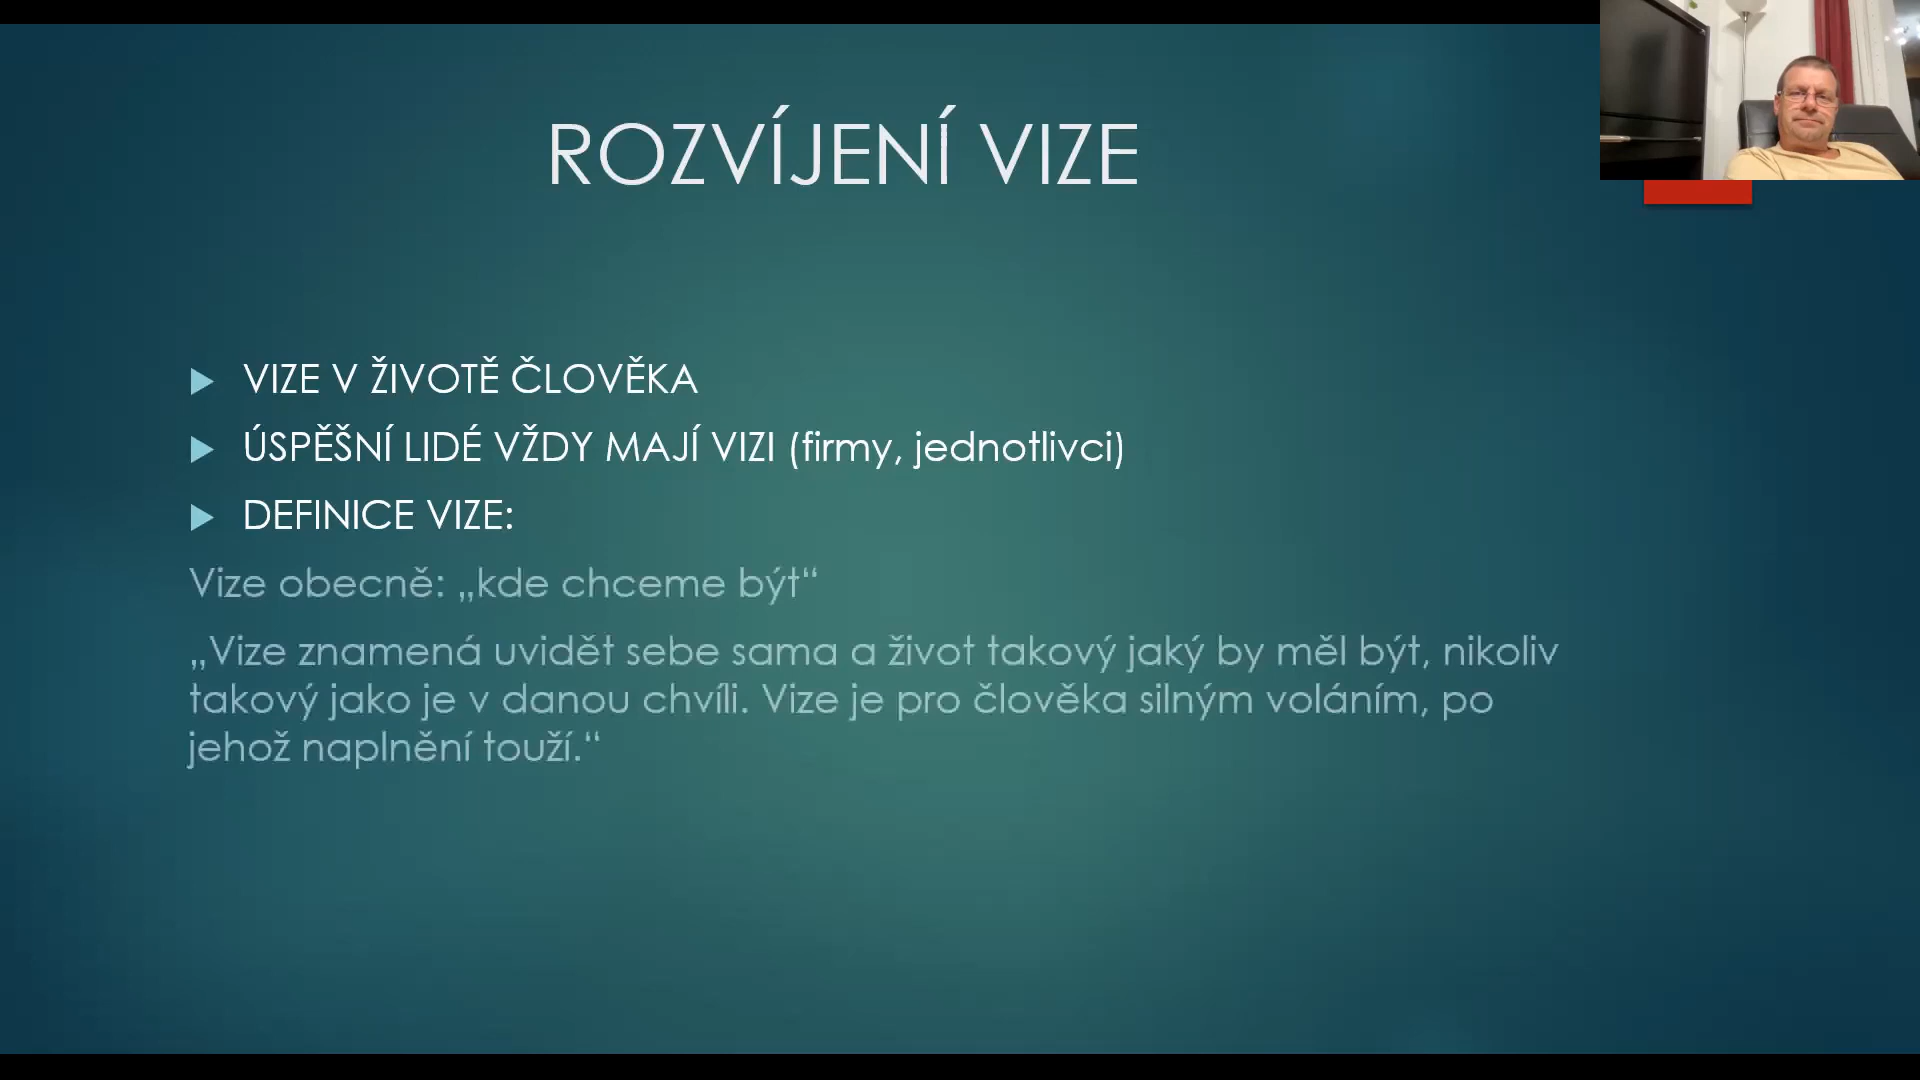 ROZVÍJENÍ VIZE
VIZE V ŽIVOTĚ ČLOVĚKA
ÚSPĚŠNÍ LIDÉ VŽDY MAJÍ VIZI (firmy, jednotlivci)
DEFINICE VIZE:
Vize obecně: „kde chceme být“
„Vize znamená uvidět sebe sama a život takový jaký by měl být, nikoliv
takový jako je v danou chvíli. Vize je pro člověka silným voláním, po
jehož naplnění touží.“